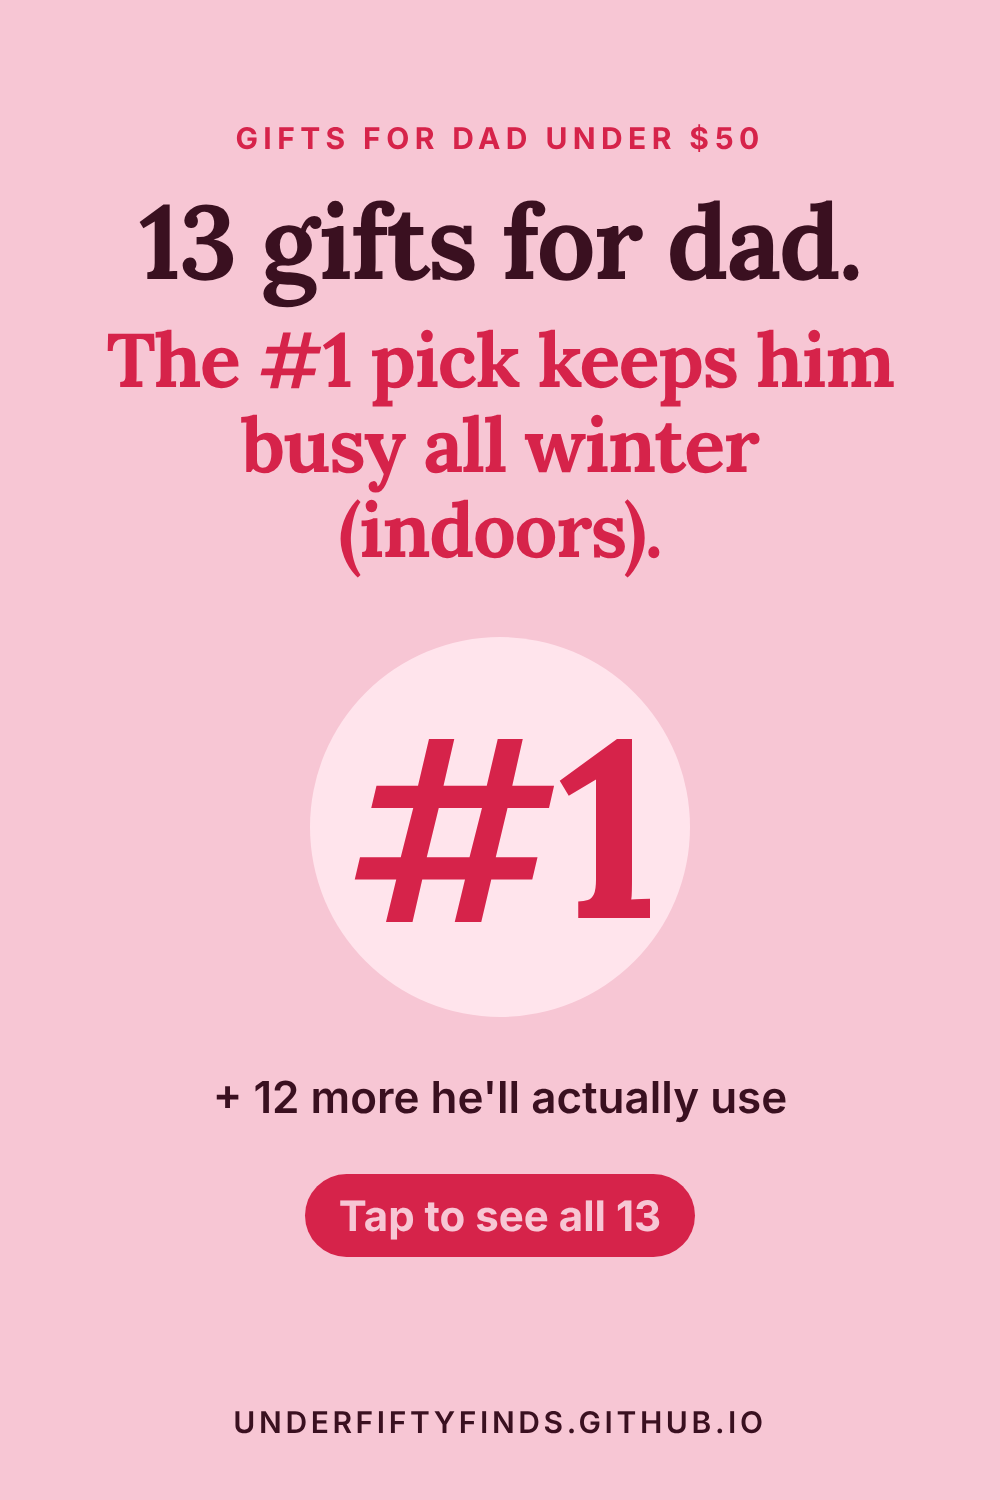 GIFTS FOR DAD UNDER $50
13 gifts for dad.
The #1 pick keeps him
busy all winter
(indoors).
#1
+ 12 more he'll actually use
Tap to see all 13
UNDERFIFTYFINDS.GITHUB.IO